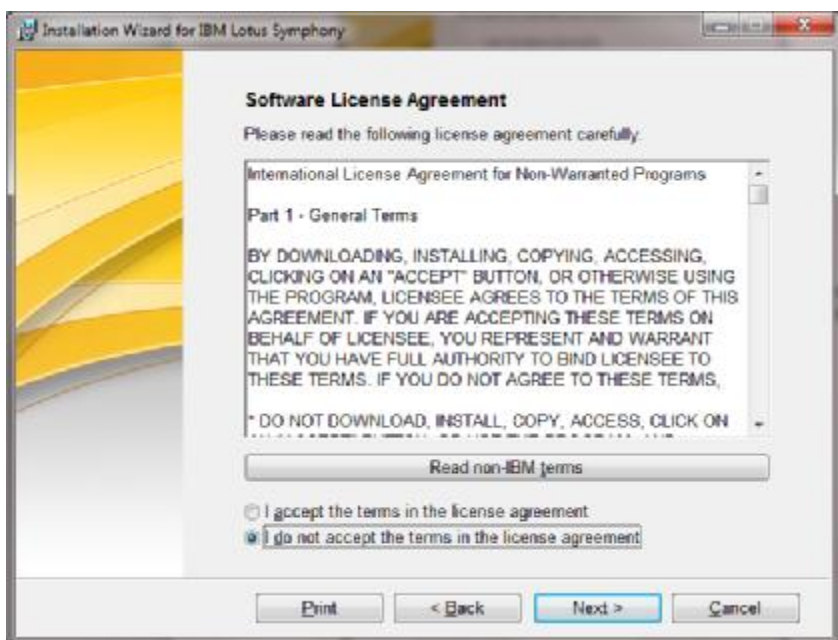 Installation Wizard for IBM Lotus Symphony
Software License Agreement
Please read the following license agreement carefully.
International License Agreement for Non-Warranted Programs
Part 1 - General Terms
BY DOWNLOADING, INSTALLING, COPYING, ACCESSING,
CLICKING ON AN "ACCEPT" BUTTON, OR OTHERWISE USING
THE PROGRAM, LICENSEE AGREES TO THE TERMS OF THIS
AGREEMENT. IF YOU ARE ACCEPTING THESE TERMS ON
BEHALF OF LICENSEE, YOU REPRESENT AND WARRANT
THAT YOU HAVE FULL AUTHORITY TO BIND LICENSEE TO
THESE TERMS. IF YOU DO NOT AGREE TO THESE TERMS,
* DO NOT DOWNLOAD, INSTALL, COPY, ACCESS, CLICK ON
Read non-IBM terms
I accept the terms in the license agreement
I do not accept the terms in the license agreement
Print
< Back
Next >
Cancel